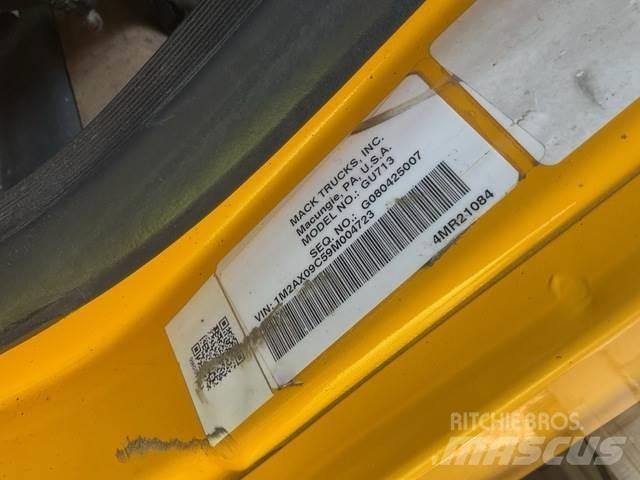 MACK TRUCKS, INC.
Macungie, PA, U.S.A.
MODEL NO.: GU713
SEQ. NO.: G080425007
VIN: 1M2AX09C59M004723
4MR21084
RITCHIE BROS.
MASCUS